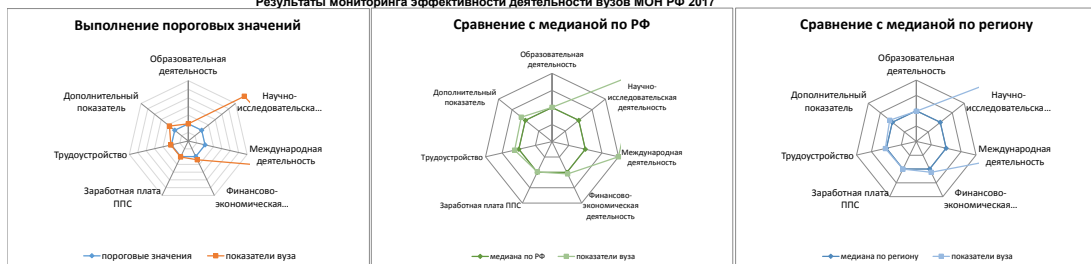 Результаты мониторинга эффективности деятельности вузов МОН РФ 2017
Выполнение пороговых значений
Образовательная
деятельность
Научно-
исследовательска...
Международная
деятельность
Финансово-
экономическая...
Заработная плата
ППС
Трудоустройство
Дополнительный
показатель
пороговые значения
показатели вуза
Сравнение с медианой по РФ
Образовательная
деятельность
Научно-
исследовательская
деятельность
Международная
деятельность
Финансово-
экономическая
деятельность
Заработная плата ППС
Трудоустройство
Дополнительный
показатель
медиана по РФ
показатели вуза
Сравнение с медианой по региону
Образовательная
деятельность
Научно-
исследовательска...
Международная
деятельность
Финансово-
экономическая...
Заработная плата
ППС
Трудоустройство
Дополнительный
показатель
медиана по региону
показатели вуза